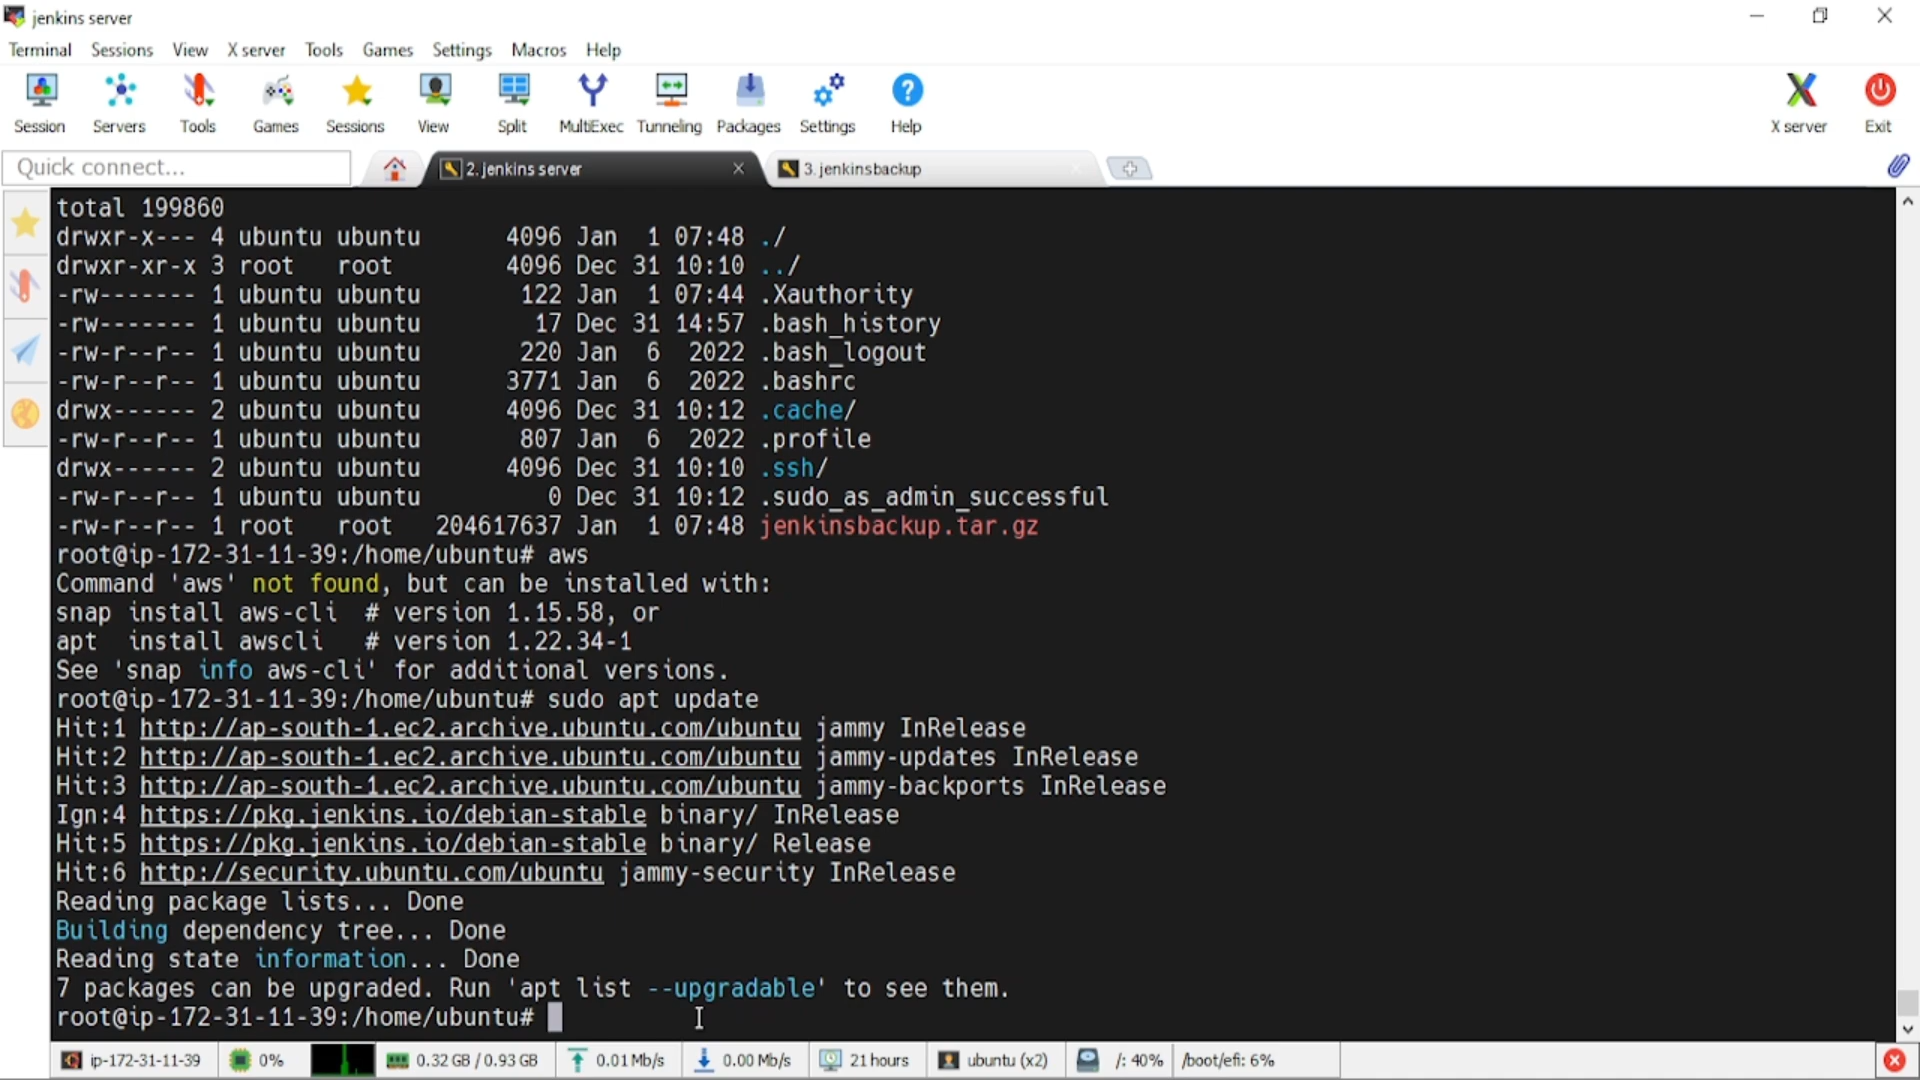 jenkins server
Terminal Sessions View X server Tools Games Settings Macros Help
Session Servers Tools Games Sessions View Split MultiExec Tunneling Packages Settings Help X server Exit
Quick connect... 2. jenkins server 3. jenkinsbackup
total 199860
drwxr-x--- 4 ubuntu ubuntu      4096 Jan  1 07:48 ./
drwxr-xr-x 3 root   root        4096 Dec 31 10:10 ../
-rw------- 1 ubuntu ubuntu       122 Jan  1 07:44 .Xauthority
-rw------- 1 ubuntu ubuntu        17 Dec 31 14:57 .bash_history
-rw-r--r-- 1 ubuntu ubuntu       220 Jan  6  2022 .bash_logout
-rw-r--r-- 1 ubuntu ubuntu      3771 Jan  6  2022 .bashrc
drwx------ 2 ubuntu ubuntu      4096 Dec 31 10:12 .cache/
-rw-r--r-- 1 ubuntu ubuntu       807 Jan  6  2022 .profile
drwx------ 2 ubuntu ubuntu      4096 Dec 31 10:10 .ssh/
-rw-r--r-- 1 ubuntu ubuntu         0 Dec 31 10:12 .sudo_as_admin_successful
-rw-r--r-- 1 root   root   204617637 Jan  1 07:48 jenkinsbackup.tar.gz
root@ip-172-31-11-39:/home/ubuntu# aws
Command 'aws' not found, but can be installed with:
snap install aws-cli  # version 1.15.58, or
apt  install awscli   # version 1.22.34-1
See 'snap info aws-cli' for additional versions.
root@ip-172-31-11-39:/home/ubuntu# sudo apt update
Hit:1 http://ap-south-1.ec2.archive.ubuntu.com/ubuntu jammy InRelease
Hit:2 http://ap-south-1.ec2.archive.ubuntu.com/ubuntu jammy-updates InRelease
Hit:3 http://ap-south-1.ec2.archive.ubuntu.com/ubuntu jammy-backports InRelease
Ign:4 https://pkg.jenkins.io/debian-stable binary/ InRelease
Hit:5 https://pkg.jenkins.io/debian-stable binary/ Release
Hit:6 http://security.ubuntu.com/ubuntu jammy-security InRelease
Reading package lists... Done
Building dependency tree... Done
Reading state information... Done
7 packages can be upgraded. Run 'apt list --upgradable' to see them.
root@ip-172-31-11-39:/home/ubuntu#
ip-172-31-11-39 0% 0.32 GB / 0.93 GB 0.01 Mb/s 0.00 Mb/s 21 hours ubuntu (x2) /: 40% /boot/efi: 6%